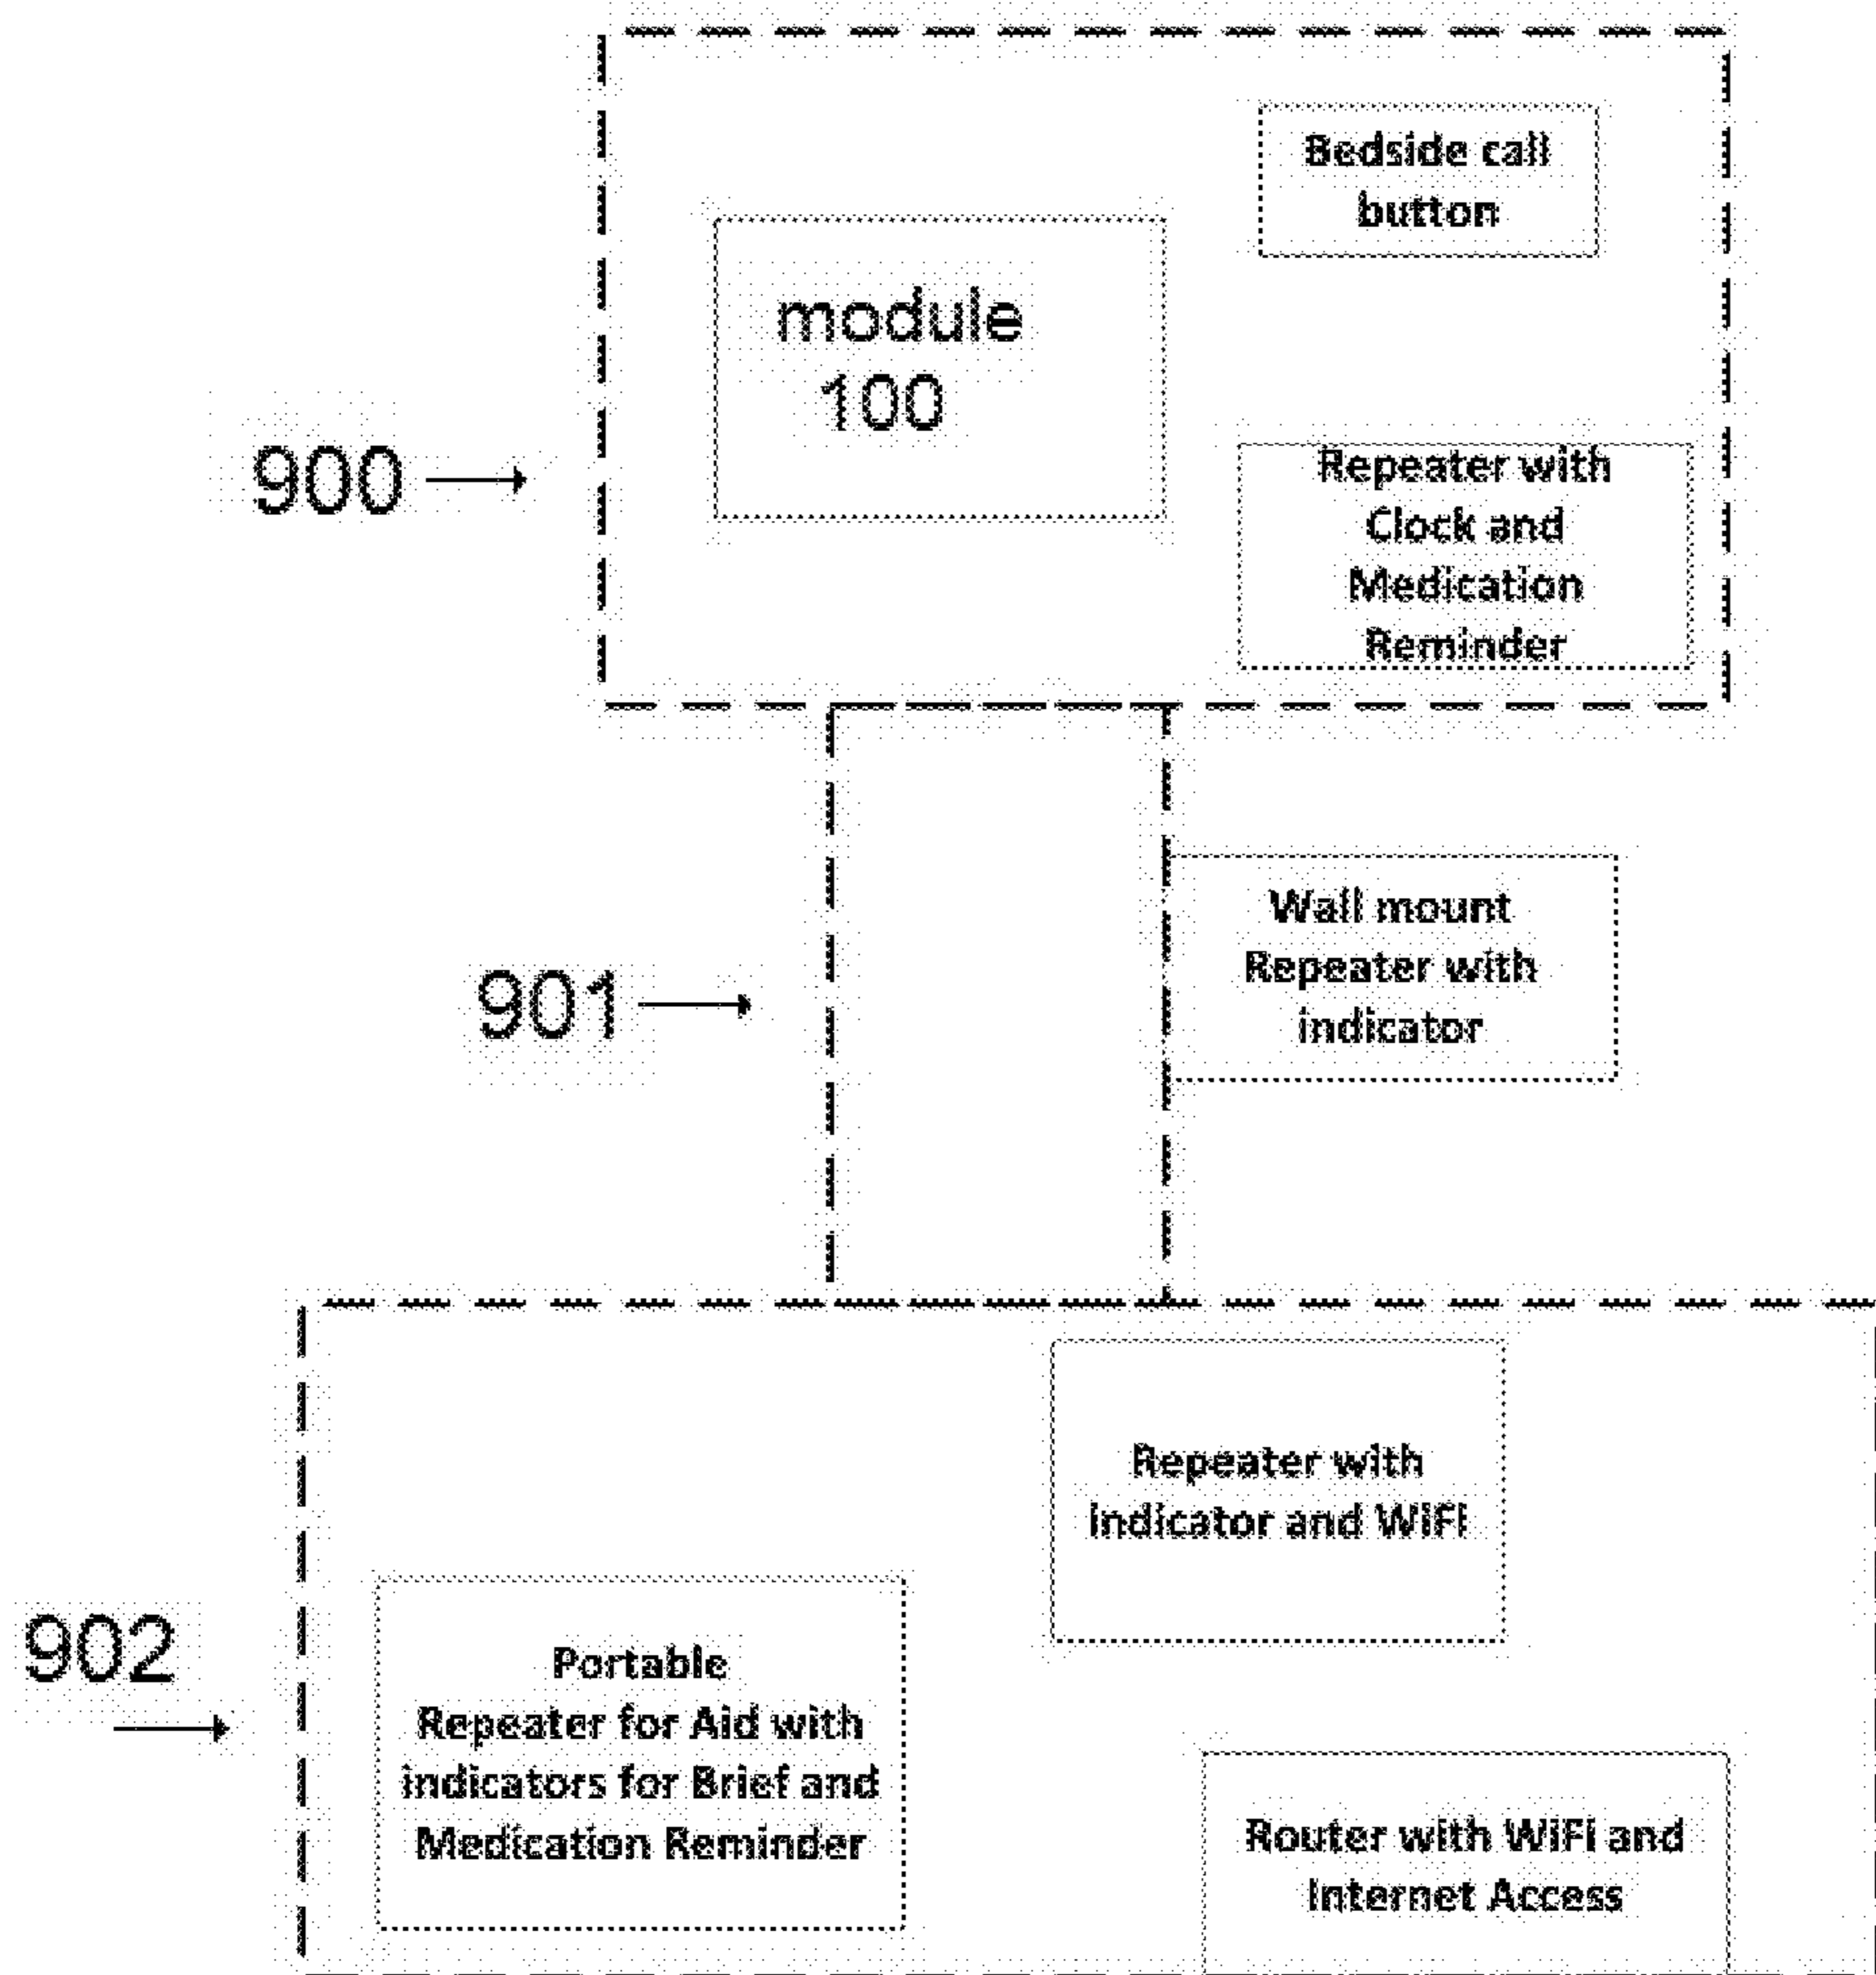 Bedside call
button
module
100
900
Repeater with
Clock and
Medication
Reminder
901
Wall mount
Repeater with
indicator
Repeater with
indicator and WiFi
902
Portable
Repeater for Aid with
indicators for Brief and
Medication Reminder
Router with WiFi and
Internet Access